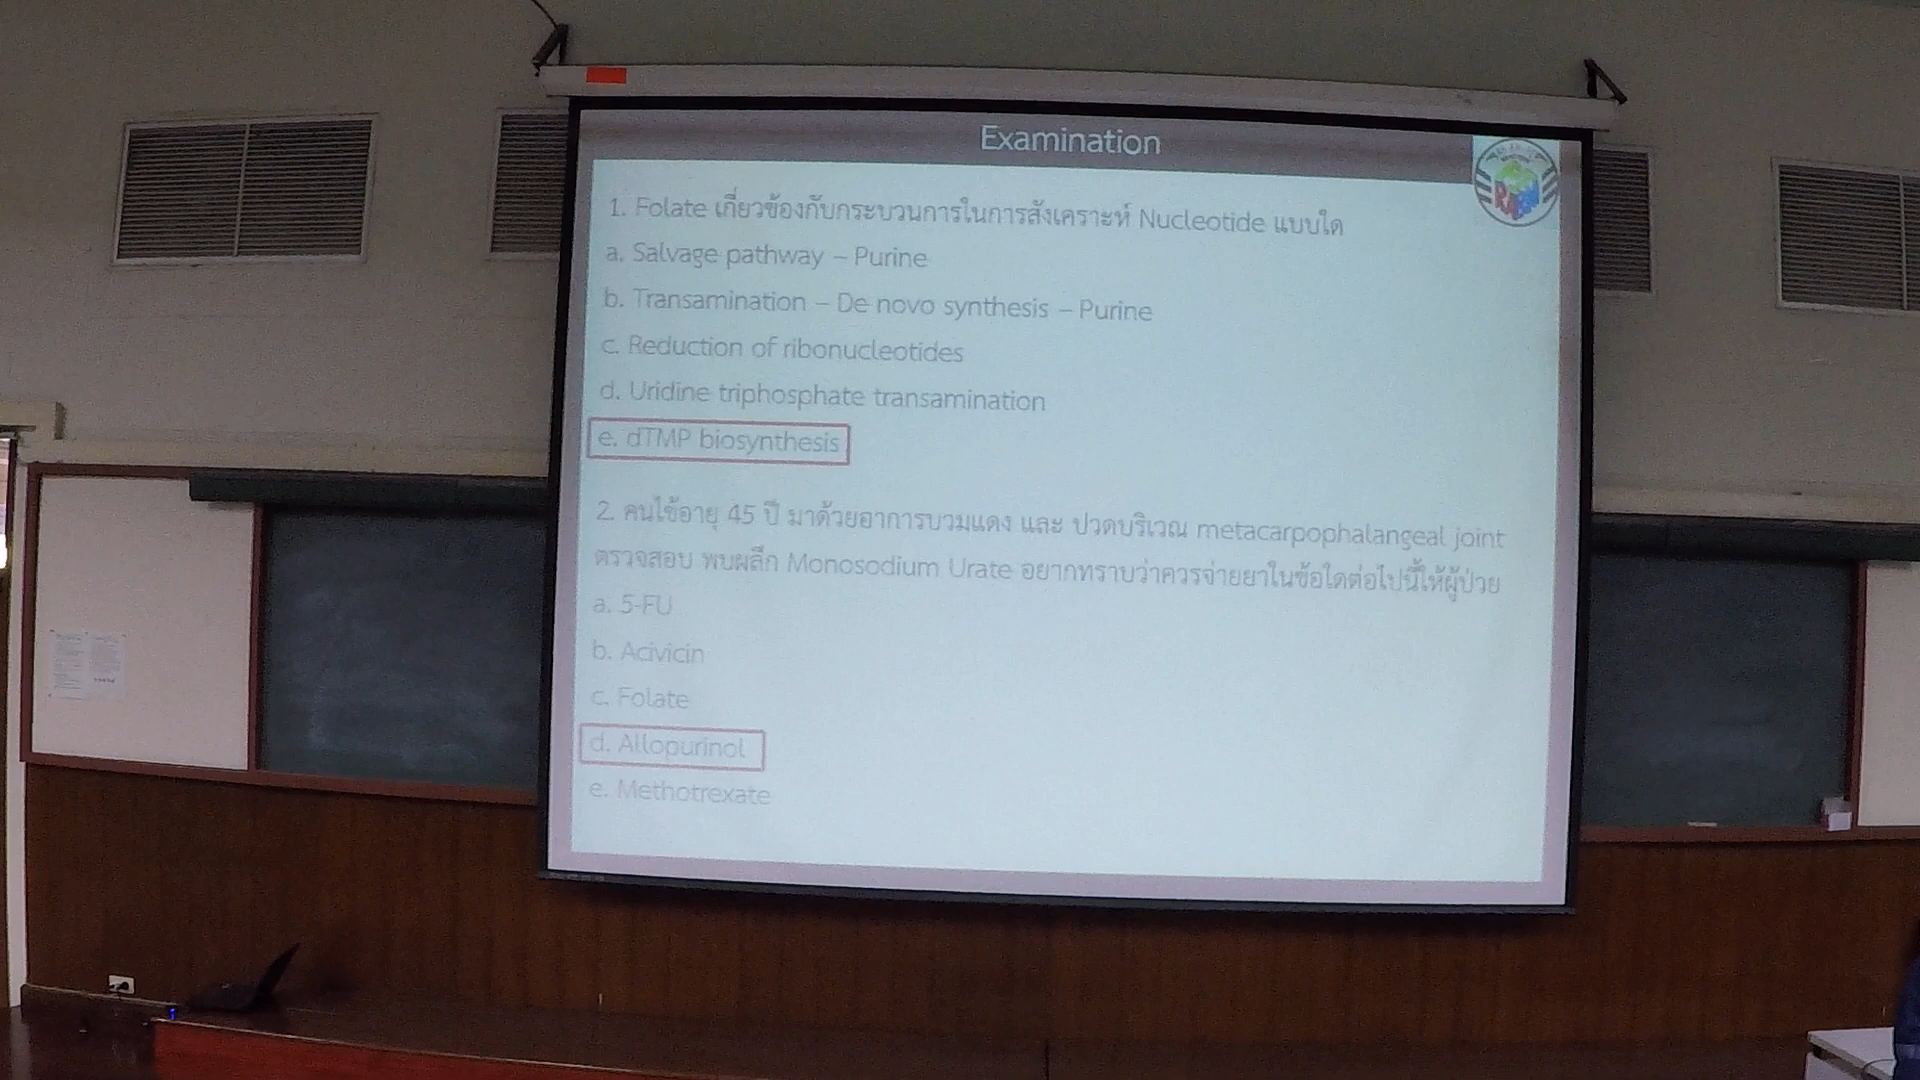 Examination
1. Folate เกี่ยวข้องกับกระบวนการในการสังเคราะห์ Nucleotide แบบใด
a. Salvage pathway – Purine
b. Transamination – De novo synthesis – Purine
c. Reduction of ribonucleotides
d. Uridine triphosphate transamination
e. dTMP biosynthesis
2. คนไข้อายุ 45 ปี มาด้วยอาการบวมแดง และ ปวดบริเวณ metacarpophalangeal joint
ตรวจสอบ พบผลึก Monosodium Urate อยากทราบว่าควรจ่ายยาในข้อใดต่อไปนี้ให้ผู้ป่วย
a. 5-FU
b. Acivicin
c. Folate
d. Allopurinol
e. Methotrexate